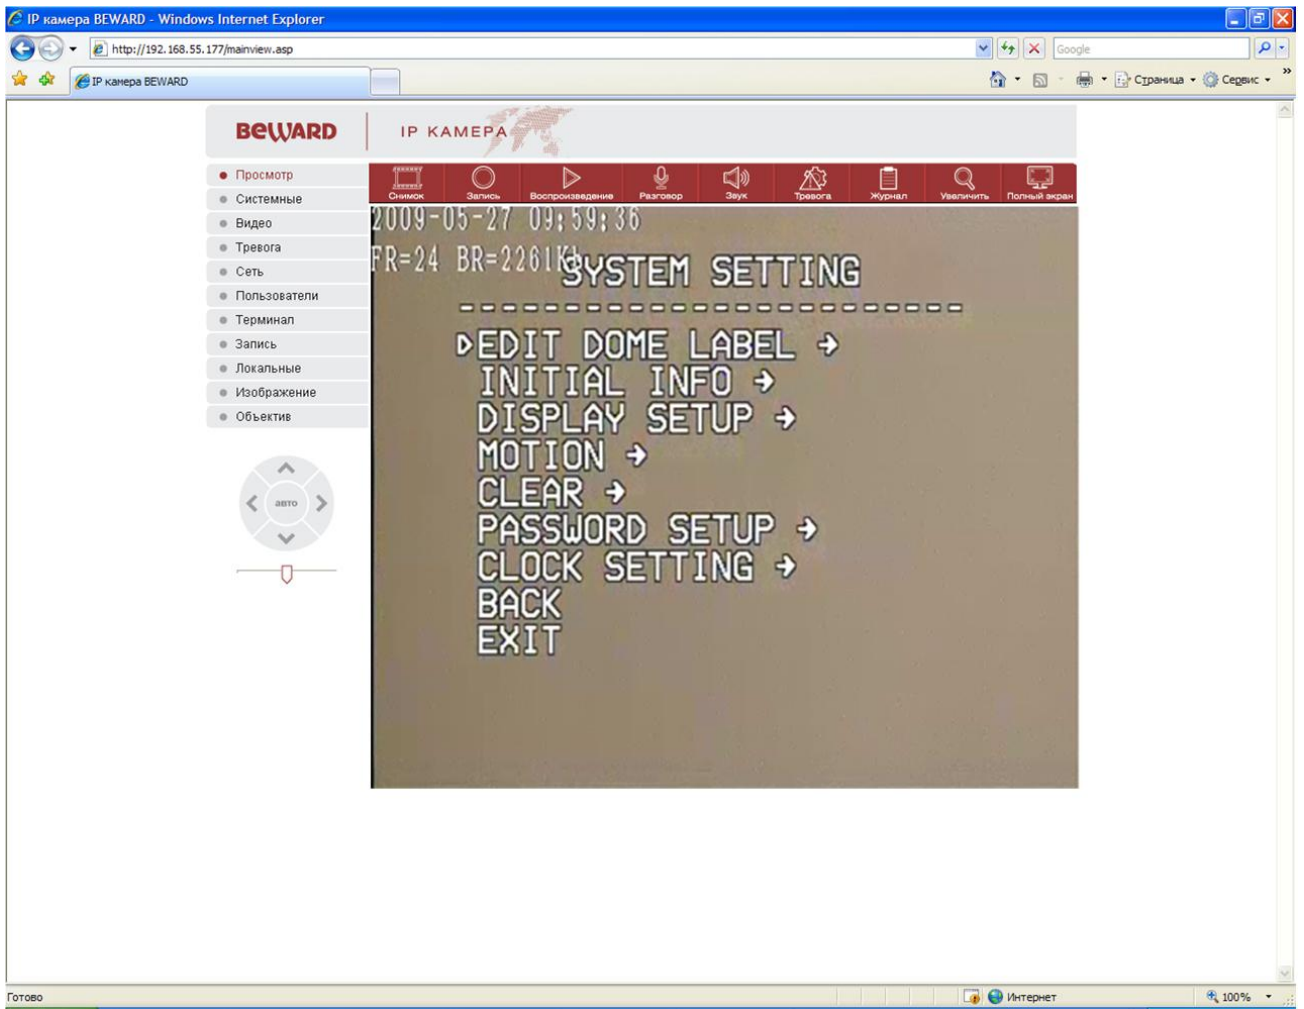 IP камера BEWARD - Windows Internet Explorer
http://192.168.55.177/mainview.asp
Google
IP камера BEWARD
Страница
Сервис
BEWARD
IP КАМЕРА
Просмотр
Системные
Видео
Тревога
Сеть
Пользователи
Терминал
Запись
Локальные
Изображение
Объектив
авто
Снимок
Запись
Воспроизведение
Разговор
Звук
Тревога
Журнал
Увеличить
Полный экран
2009-05-27 09:59:36
FR=24 BR=2261Kb
SYSTEM SETTING
EDIT DOME LABEL →
INITIAL INFO →
DISPLAY SETUP →
MOTION →
CLEAR →
PASSWORD SETUP →
CLOCK SETTING →
BACK
EXIT
Готово
Интернет
100%